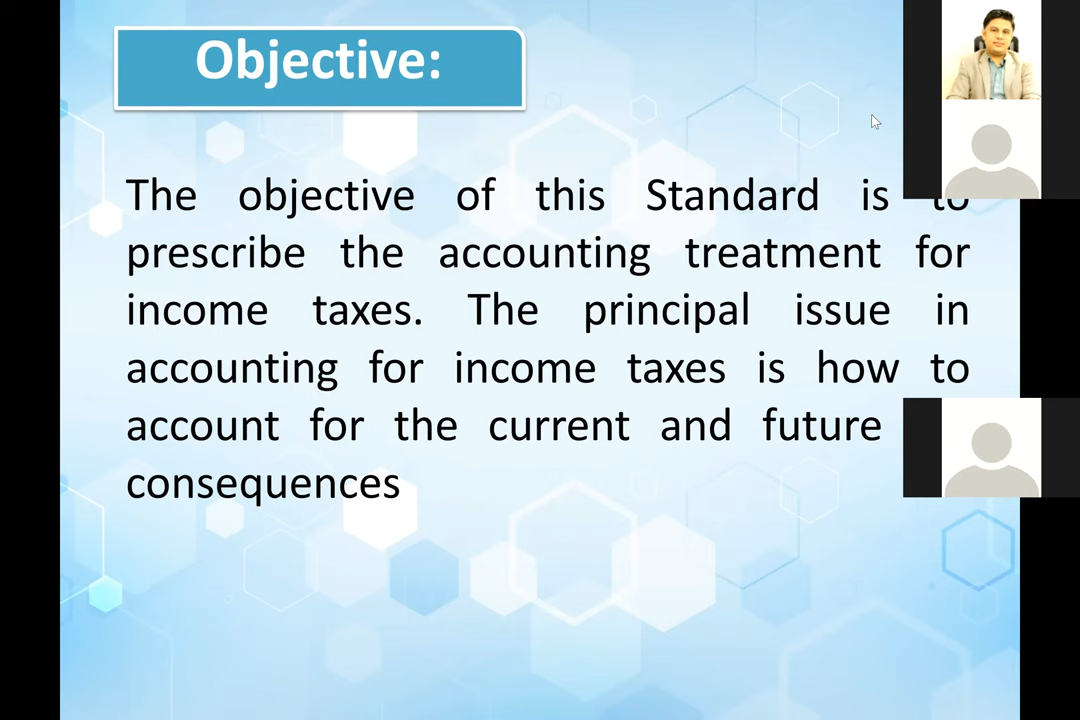 Objective:
The objective of this Standard is to
prescribe the accounting treatment for
income taxes. The principal issue in
accounting for income taxes is how to
account for the current and future
consequences